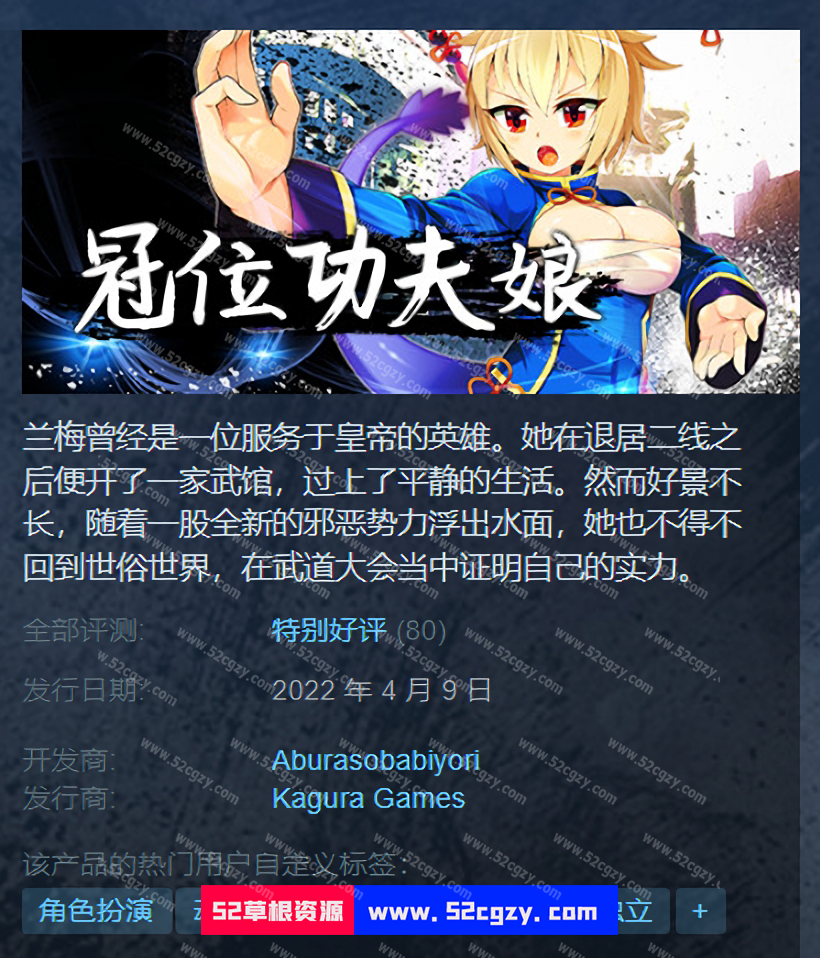 冠位功夫娘
兰梅曾经是一位服务于皇帝的英雄。她在退居二线之
后便开了一家武馆，过上了平静的生活。然而好景不
长，随着一股全新的邪恶势力浮出水面，她也不得不
回到世俗世界，在武道大会当中证明自己的实力。
全部评测: 特别好评 (80)
发行日期: 2022 年 4 月 9 日
开发商: Aburasobabiyori
发行商: Kagura Games
该产品的热门用户自定义标签：
角色扮演 立 +
52草根资源 www.52cgzy.com